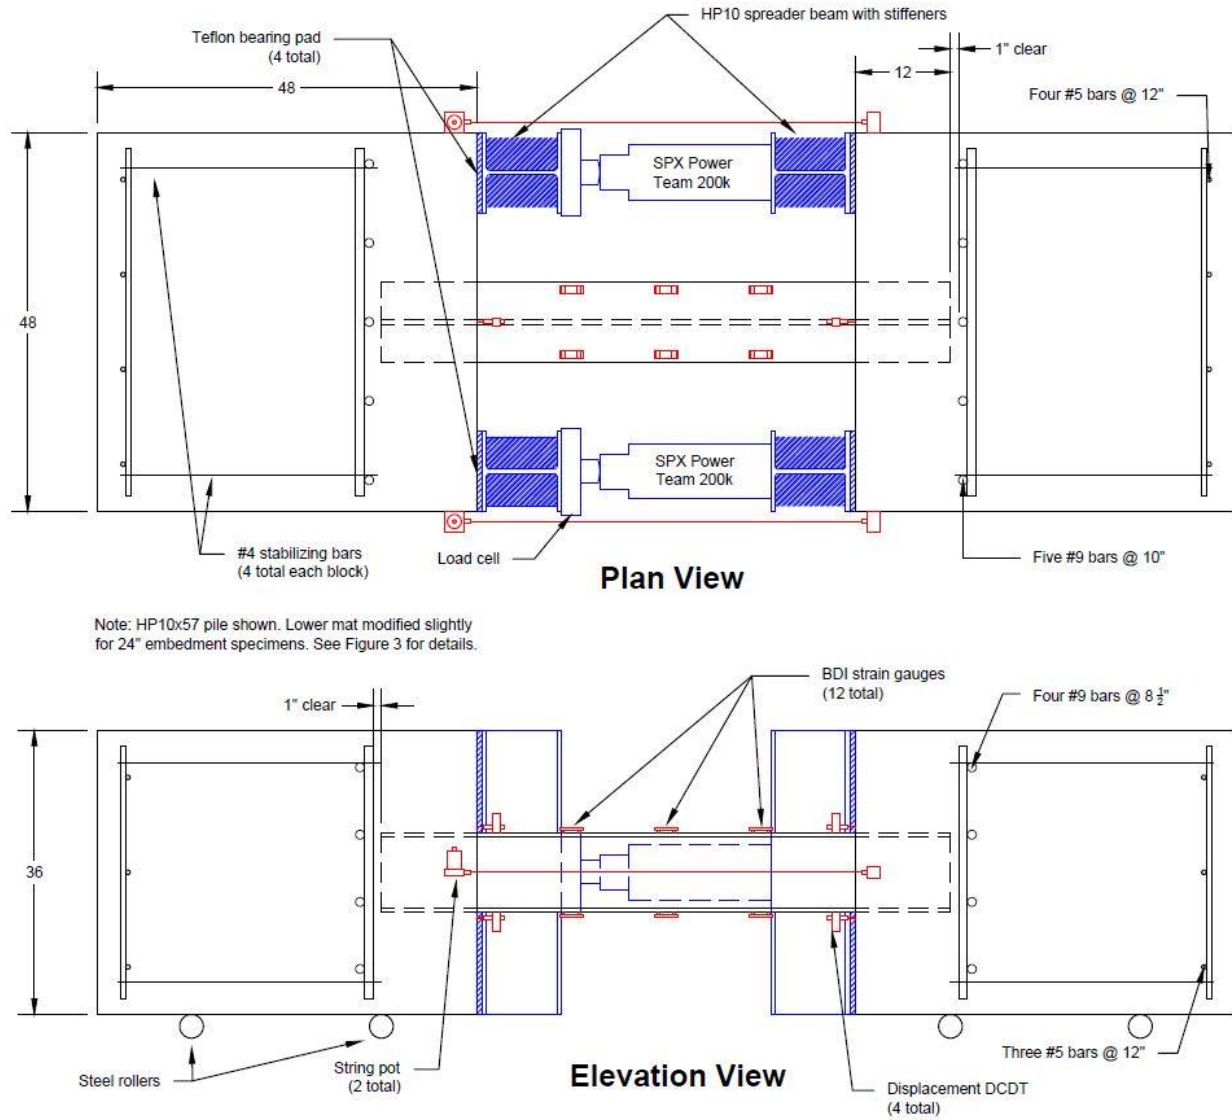 HP10 spreader beam with stiffeners
Teflon bearing pad
(4 total)
1" clear
12
48
Four #5 bars @ 12"
SPX Power
Team 200k
48
SPX Power
Team 200k
#4 stabilizing bars
(4 total each block)
Load cell
Five #9 bars @ 10"
Plan View
Note: HP10x57 pile shown. Lower mat modified slightly
for 24" embedment specimens. See Figure 3 for details.
BDI strain gauges
(12 total)
1" clear
Four #9 bars @ 8 ½"
36
Steel rollers
String pot
(2 total)
Elevation View
Three #5 bars @ 12"
Displacement DCDT
(4 total)